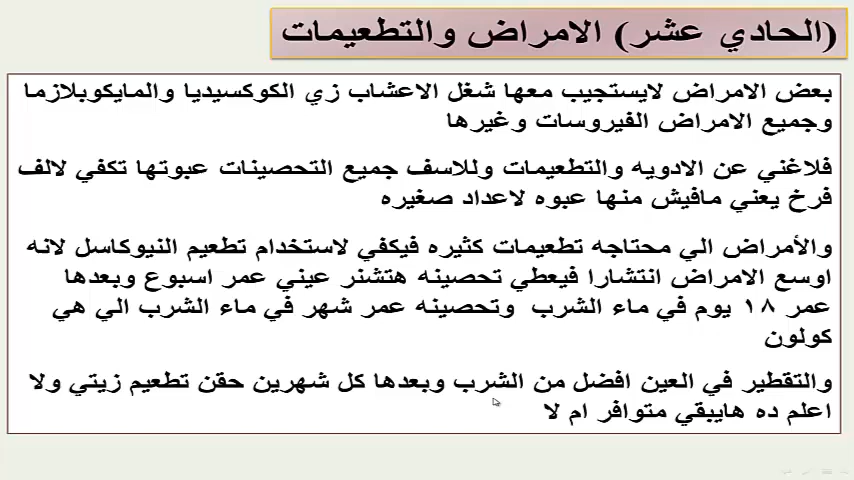 (الحادي عشر) الامراض والتطعيمات
بعض الامراض لايستجيب معها شغل الاعشاب زي الكوكسيديا والمايكوبلازما
وجميع الامراض الفيروسات وغيرها
فلاغني عن الادويه والتطعيمات وللاسف جميع التحصينات عبوتها تكفي لالف
فرخ يعني مافيش منها عبوه لاعداد صغيره
والأمراض الي محتاجه تطعيمات كثيره فيكفي لاستخدام تطعيم النيوكاسل لانه
اوسع الامراض انتشارا فيعطي تحصينه هتشنر عيني عمر اسبوع وبعدها
عمر ١٨ يوم في ماء الشرب وتحصينه عمر شهر في ماء الشرب الي هي
كولون
والتقطير في العين افضل من الشرب وبعدها كل شهرين حقن تطعيم زيتي ولا
اعلم ده هايبقي متوافر ام لا